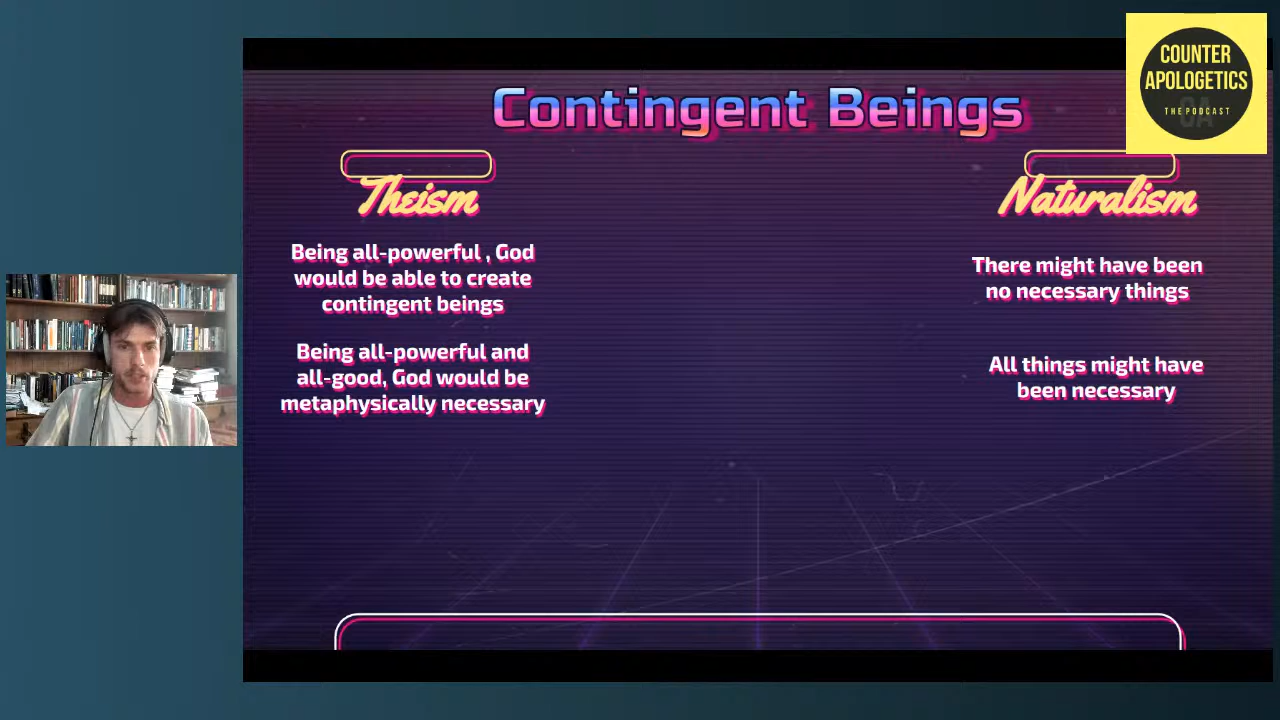 COUNTER
APOLOGETICS
THE PODCAST
Contingent Beings
Theism
Being all-powerful , God
would be able to create
contingent beings
Being all-powerful and
all-good, God would be
metaphysically necessary
Naturalism
There might have been
no necessary things
All things might have
been necessary